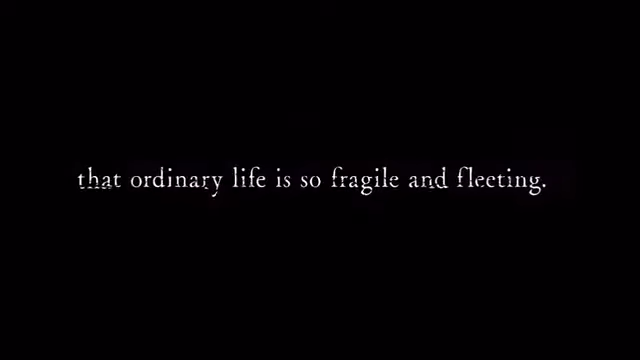 that ordinary life is so fragile and fleeting.